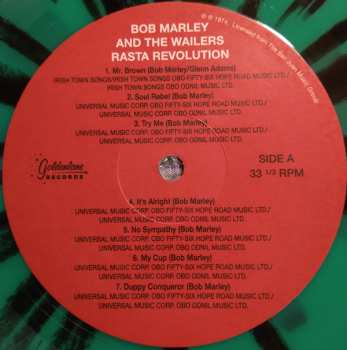 BOB MARLEY
AND THE WAILERS
RASTA REVOLUTION
℗ © 1974, Licensed from The San Juan Music Group
1. Mr. Brown (Bob Marley/Glenn Adams)
IRISH TOWN SONGS/IRISH TOWN SONGS OBO FIFTY-SIX HOPE ROAD MUSIC LTD./
IRISH TOWN SONGS OBO ODNIL MUSIC LTD.
2. Soul Rebel (Bob Marley)
UNIVERSAL MUSIC CORP. OBO FIFTY-SIX HOPE ROAD MUSIC LTD./
UNIVERSAL MUSIC CORP. OBO ODNIL MUSIC LTD.
3. Try Me (Bob Marley)
UNIVERSAL MUSIC CORP. OBO FIFTY-SIX HOPE ROAD MUSIC LTD./
UNIVERSAL MUSIC CORP. OBO ODNIL MUSIC LTD.
Goldenlane
RECORDS
SIDE A
33 1/3 RPM
4. It's Alright (Bob Marley)
UNIVERSAL MUSIC CORP. OBO FIFTY-SIX HOPE ROAD MUSIC LTD./
UNIVERSAL MUSIC CORP. OBO ODNIL MUSIC LTD.
5. No Sympathy (Bob Marley)
UNIVERSAL MUSIC CORP. OBO FIFTY-SIX HOPE ROAD MUSIC LTD./
UNIVERSAL MUSIC CORP. OBO ODNIL MUSIC LTD.
6. My Cup (Bob Marley)
UNIVERSAL MUSIC CORP. OBO FIFTY-SIX HOPE ROAD MUSIC LTD./
UNIVERSAL MUSIC CORP. OBO ODNIL MUSIC LTD.
7. Duppy Conqueror (Bob Marley)
UNIVERSAL MUSIC CORP. OBO FIFTY-SIX HOPE ROAD MUSIC LTD./
UNIVERSAL MUSIC CORP. OBO ODNIL MUSIC LTD.